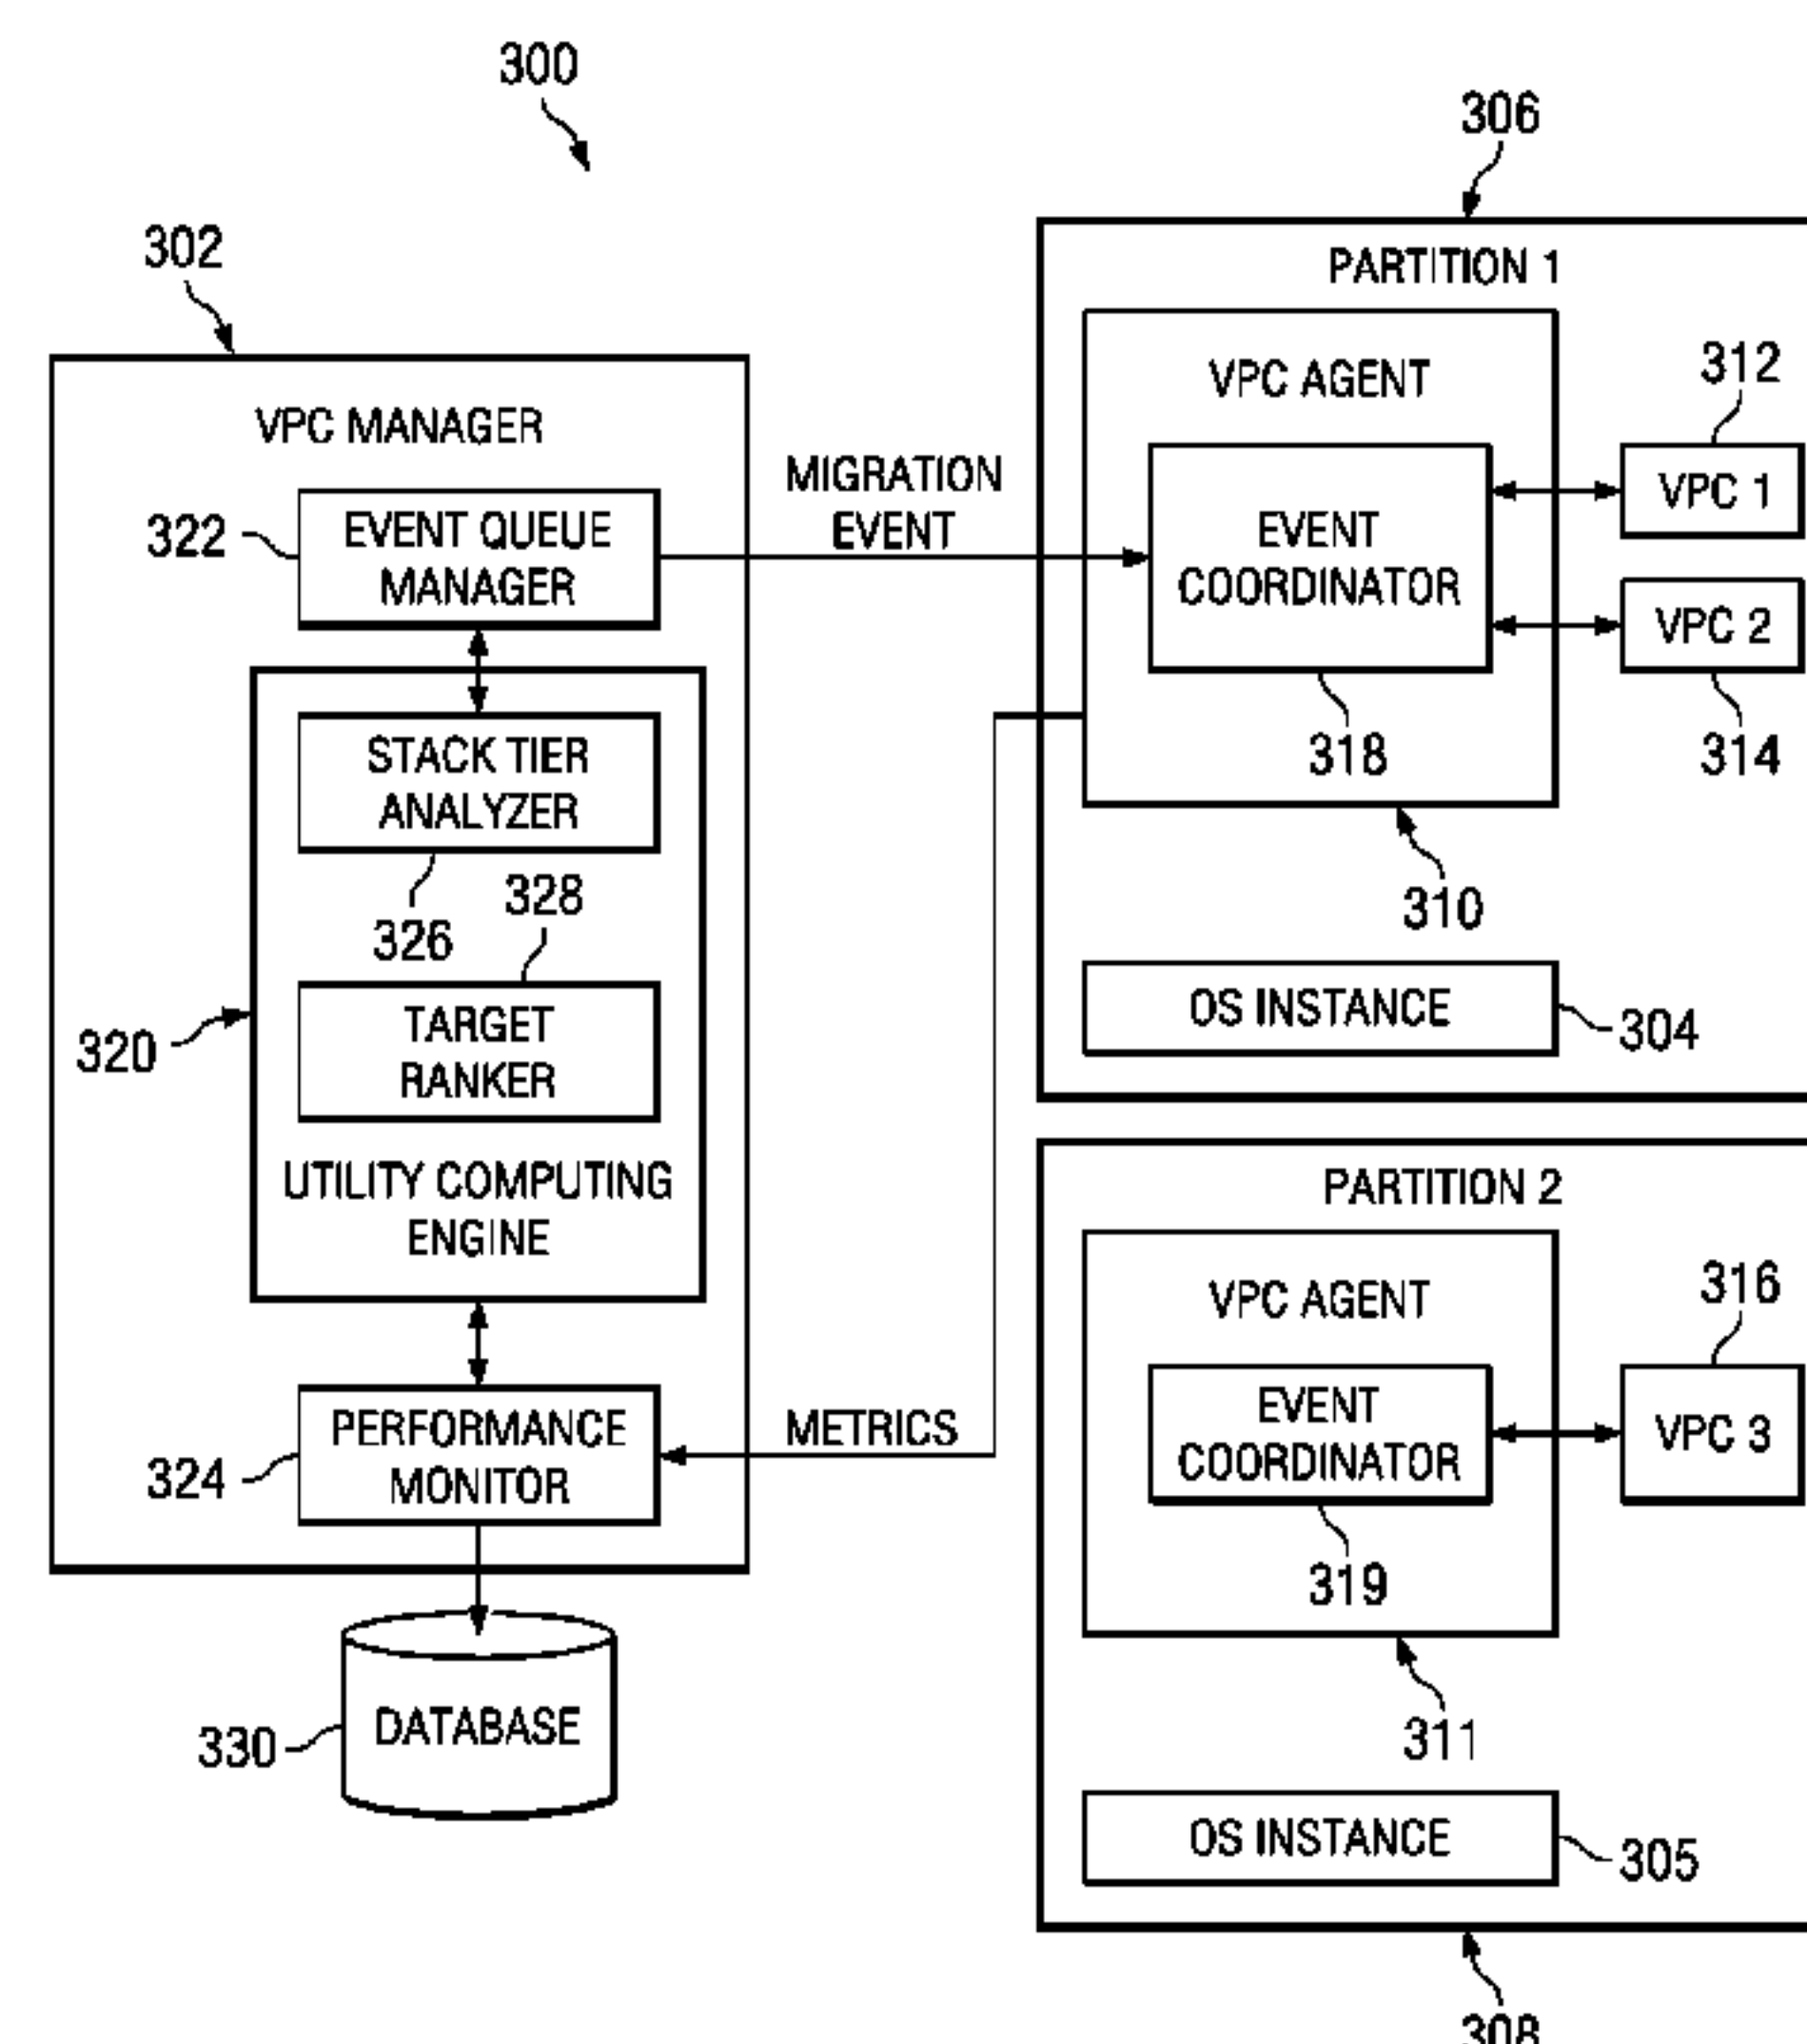 300
302
VPC MANAGER
322
EVENT QUEUE
MANAGER
STACK TIER
ANALYZER
326
328
320
TARGET
RANKER
UTILITY COMPUTING
ENGINE
324
PERFORMANCE
MONITOR
330
DATABASE
MIGRATION
EVENT
METRICS
306
PARTITION 1
VPC AGENT
EVENT
COORDINATOR
318
312
VPC 1
VPC 2
314
310
OS INSTANCE
304
PARTITION 2
VPC AGENT
EVENT
COORDINATOR
319
316
VPC 3
311
OS INSTANCE
305
308